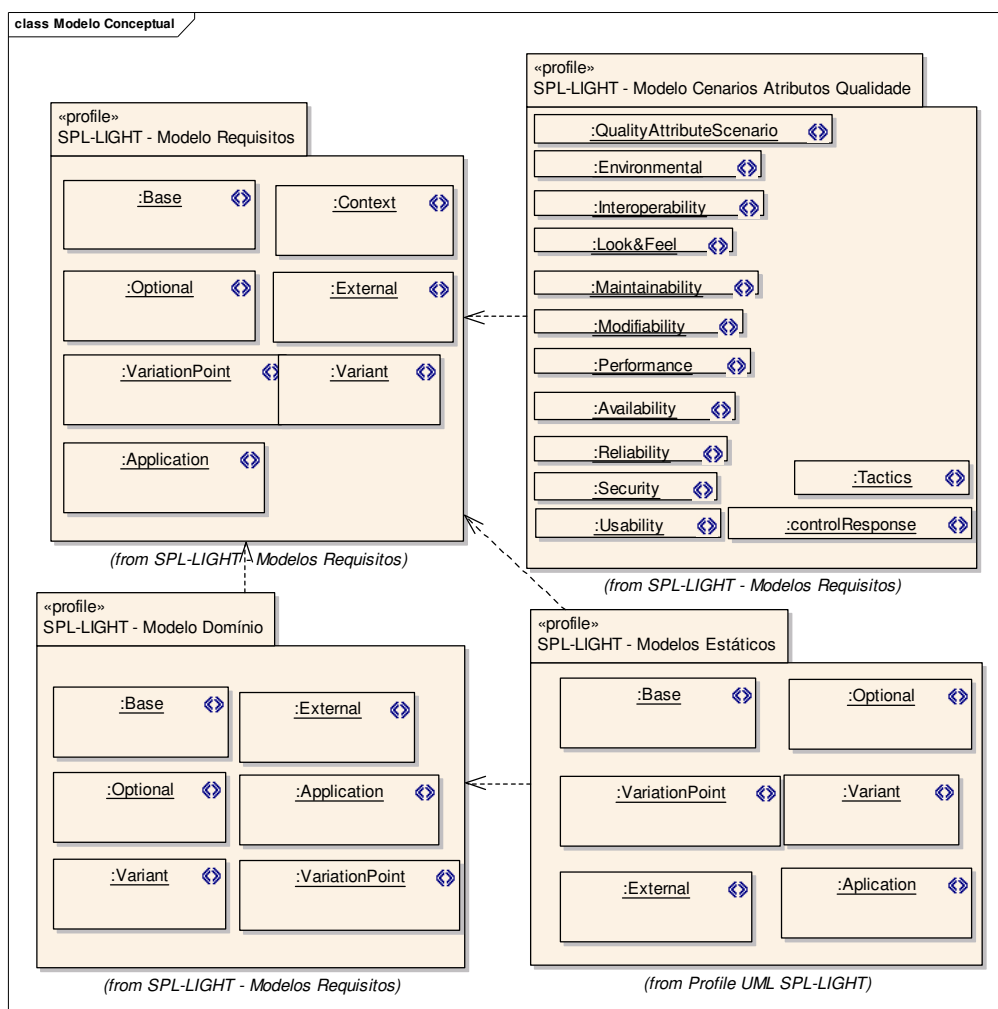 class Modelo Conceptual
«profile»
SPL-LIGHT - Modelo Requisitos
:Base
:Context
:Optional
:External
:VariationPoint
:Variant
:Application
(from SPL-LIGHT - Modelos Requisitos)
«profile»
SPL-LIGHT - Modelo Cenarios Atributos Qualidade
:QualityAttributeScenario
:Environmental
:Interoperability
:Look&Feel
:Maintainability
:Modifiability
:Performance
:Availability
:Reliability
:Security
:Usability
:Tactics
:controlResponse
(from SPL-LIGHT - Modelos Requisitos)
«profile»
SPL-LIGHT - Modelo Domínio
:Base
:External
:Optional
:Application
:Variant
:VariationPoint
(from SPL-LIGHT - Modelos Requisitos)
«profile»
SPL-LIGHT - Modelos Estáticos
:Base
:Optional
:VariationPoint
:Variant
:External
:Aplication
(from Profile UML SPL-LIGHT)